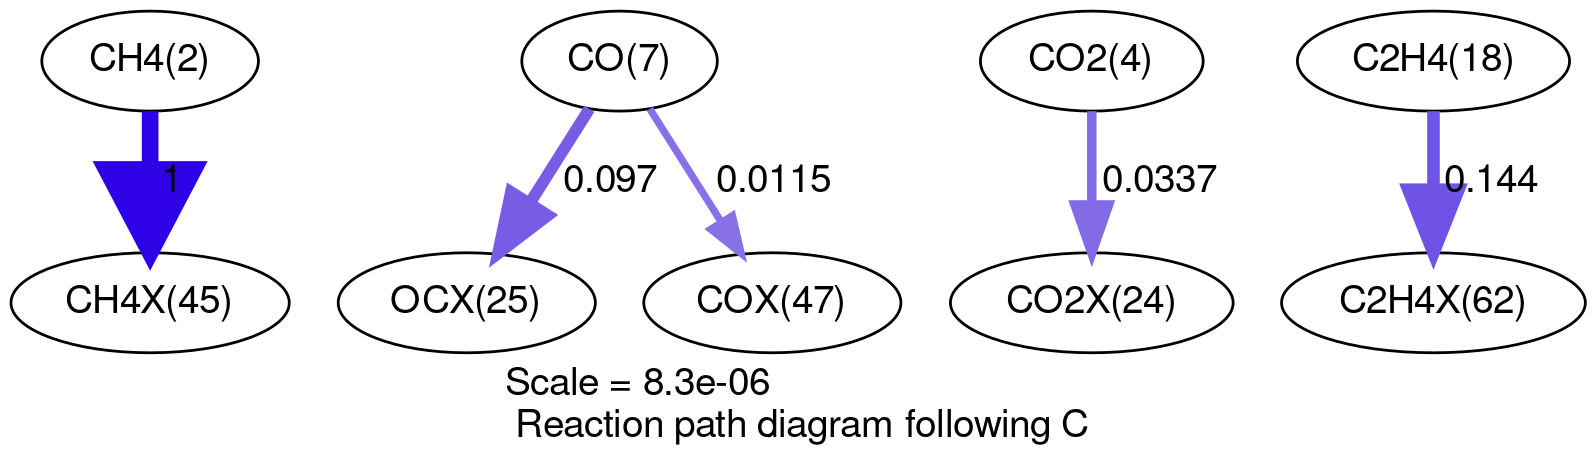 CH4(2) CO(7) CO2(4) C2H4(18)
1 0.097 0.0115 0.0337 0.144
CH4X(45) OCX(25) COX(47) CO2X(24) C2H4X(62)
Scale = 8.3e-06
Reaction path diagram following C